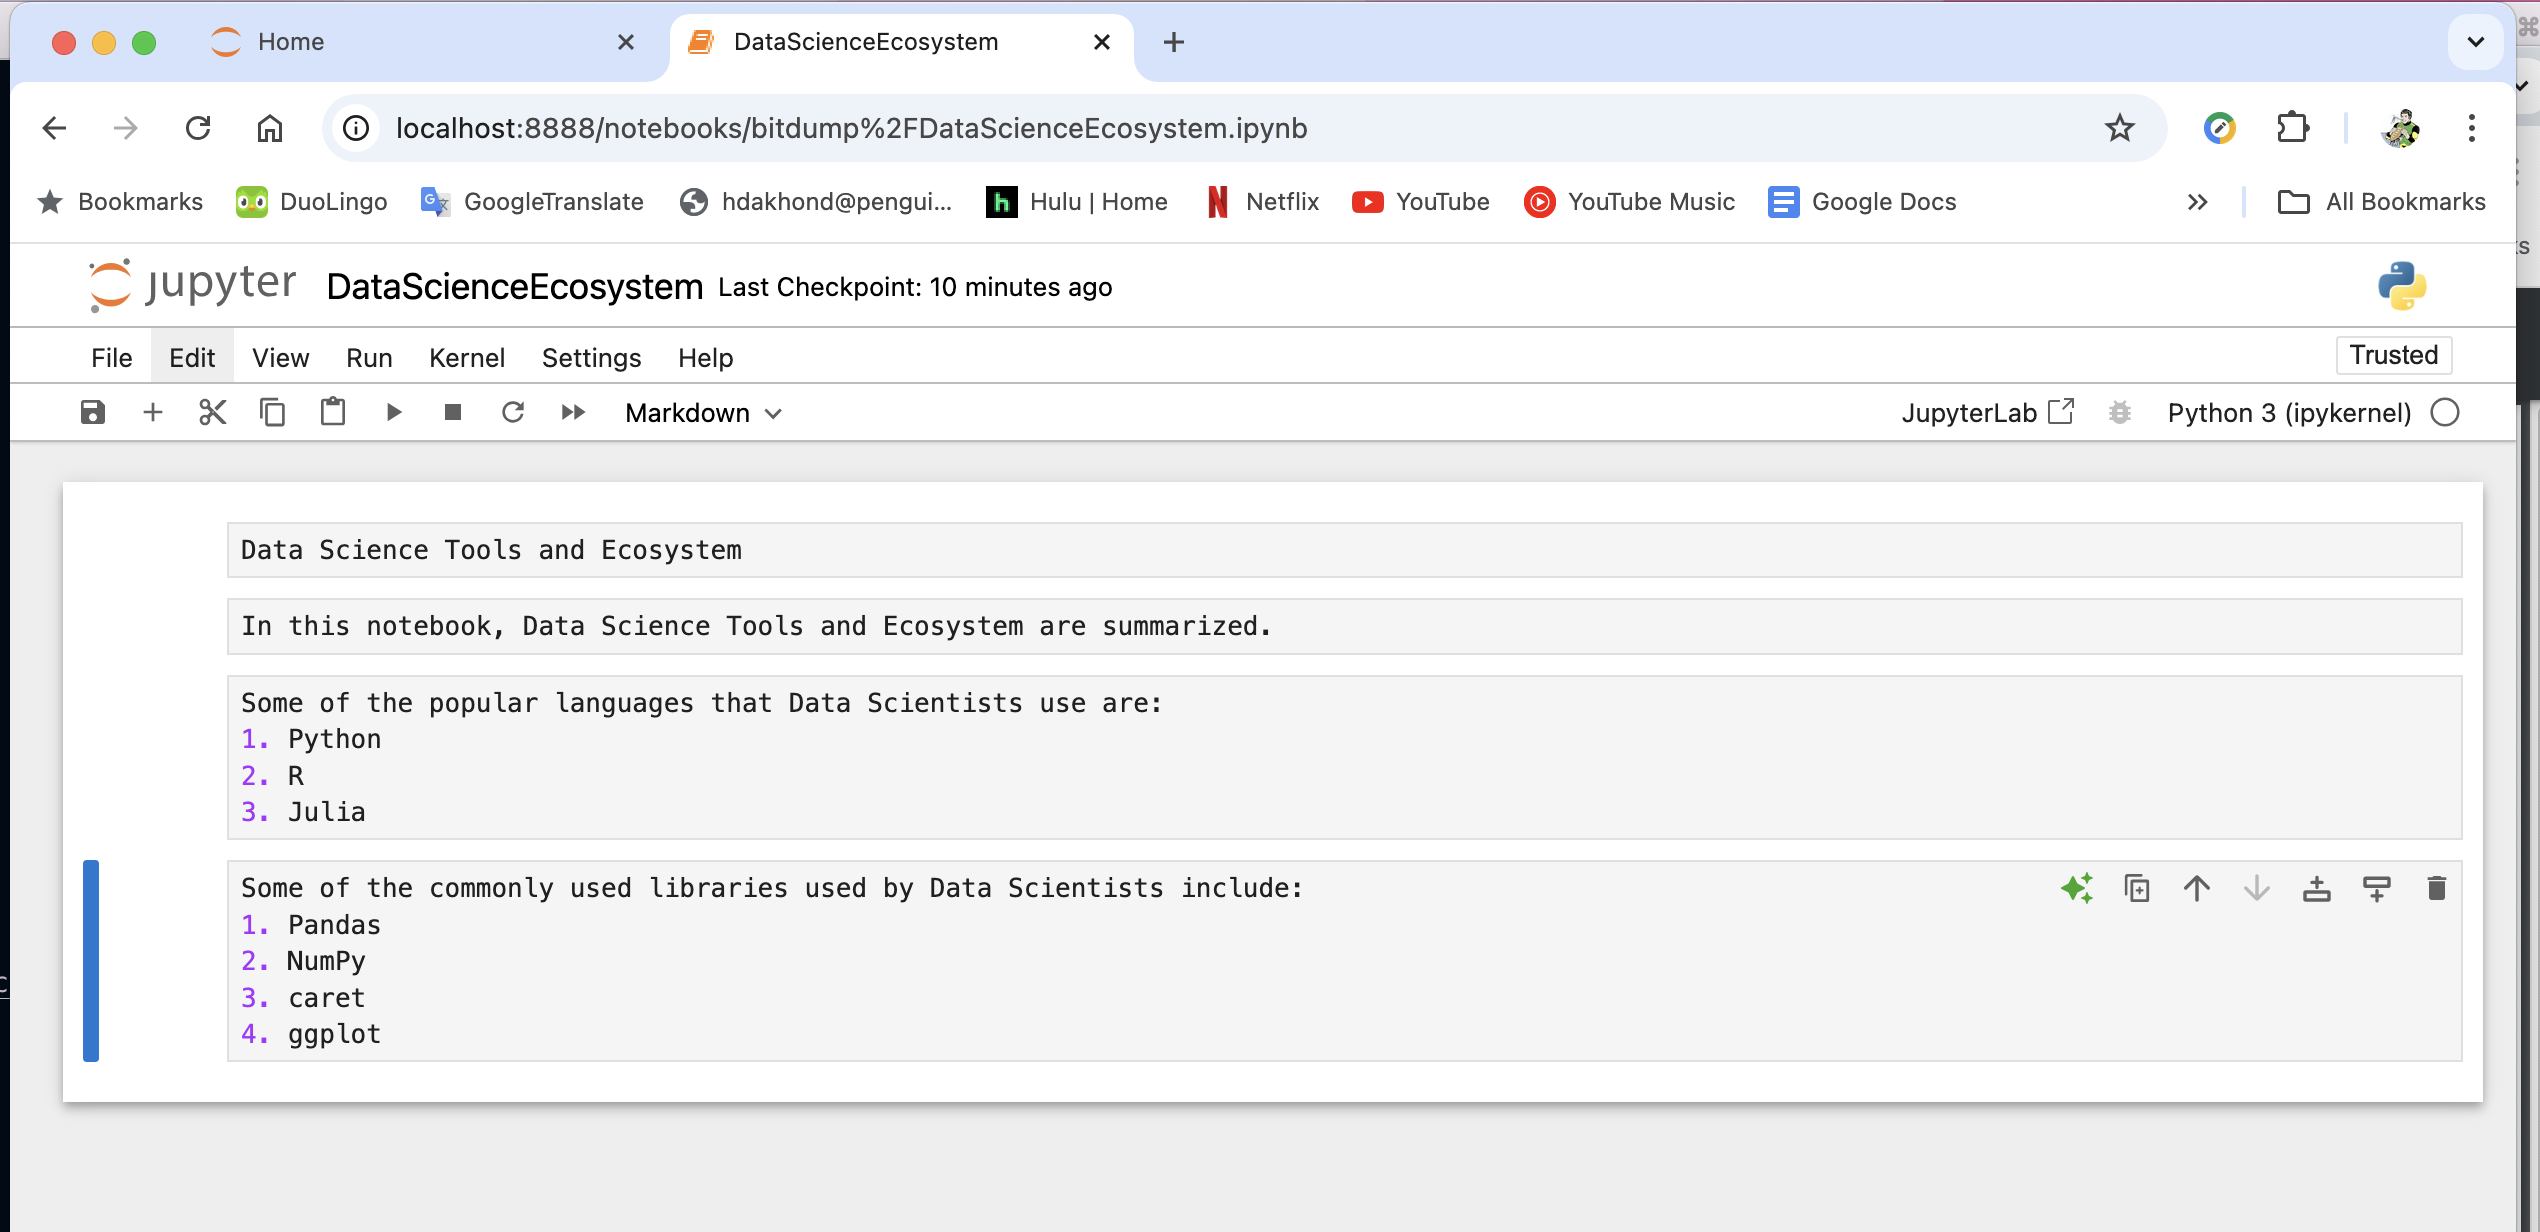 Home
DataScienceEcosystem
localhost:8888/notebooks/bitdump%2FDataScienceEcosystem.ipynb
Bookmarks DuoLingo GoogleTranslate hdakhond@pengui... Hulu | Home Netflix YouTube YouTube Music Google Docs All Bookmarks
jupyter DataScienceEcosystem Last Checkpoint: 10 minutes ago
File Edit View Run Kernel Settings Help Trusted
Markdown JupyterLab Python 3 (ipykernel)
Data Science Tools and Ecosystem
In this notebook, Data Science Tools and Ecosystem are summarized.
Some of the popular languages that Data Scientists use are:
1. Python
2. R
3. Julia
Some of the commonly used libraries used by Data Scientists include:
1. Pandas
2. NumPy
3. caret
4. ggplot